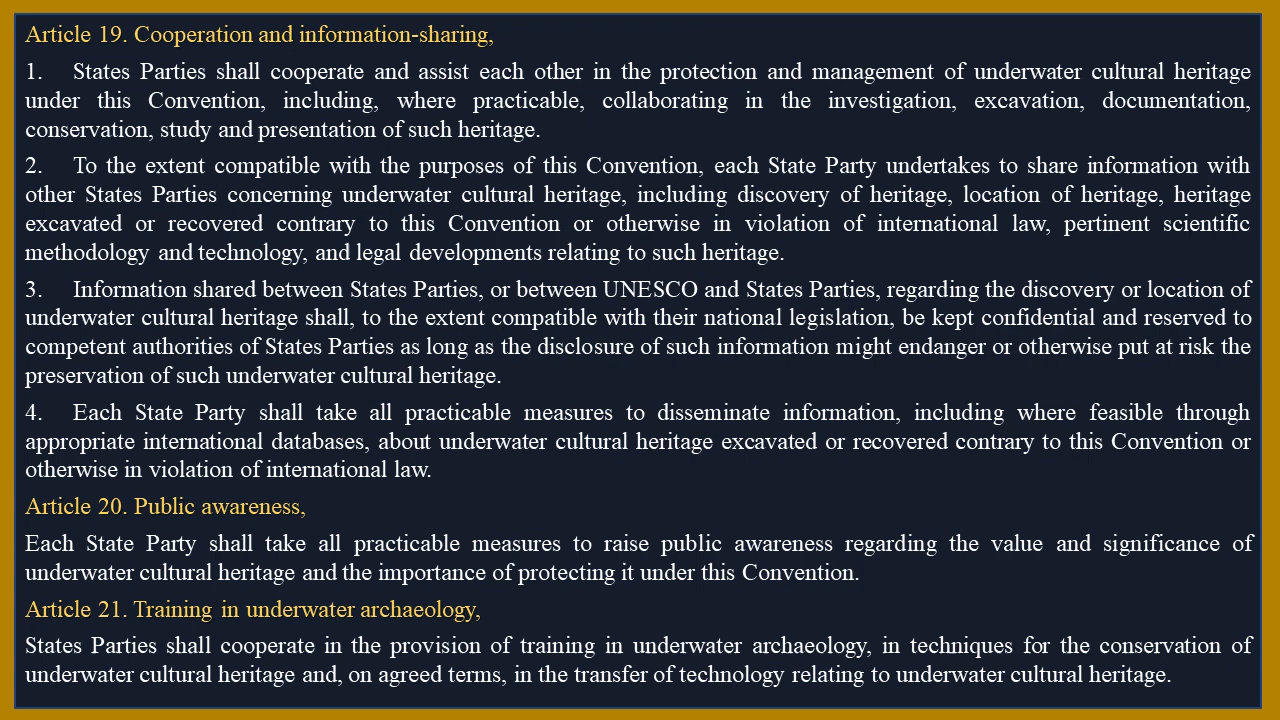 Article 19. Cooperation and information-sharing,
1. States Parties shall cooperate and assist each other in the protection and management of underwater cultural heritage
under this Convention, including, where practicable, collaborating in the investigation, excavation, documentation,
conservation, study and presentation of such heritage.
2. To the extent compatible with the purposes of this Convention, each State Party undertakes to share information with
other States Parties concerning underwater cultural heritage, including discovery of heritage, location of heritage, heritage
excavated or recovered contrary to this Convention or otherwise in violation of international law, pertinent scientific
methodology and technology, and legal developments relating to such heritage.
3. Information shared between States Parties, or between UNESCO and States Parties, regarding the discovery or location of
underwater cultural heritage shall, to the extent compatible with their national legislation, be kept confidential and reserved to
competent authorities of States Parties as long as the disclosure of such information might endanger or otherwise put at risk the
preservation of such underwater cultural heritage.
4. Each State Party shall take all practicable measures to disseminate information, including where feasible through
appropriate international databases, about underwater cultural heritage excavated or recovered contrary to this Convention or
otherwise in violation of international law.
Article 20. Public awareness,
Each State Party shall take all practicable measures to raise public awareness regarding the value and significance of
underwater cultural heritage and the importance of protecting it under this Convention.
Article 21. Training in underwater archaeology,
States Parties shall cooperate in the provision of training in underwater archaeology, in techniques for the conservation of
underwater cultural heritage and, on agreed terms, in the transfer of technology relating to underwater cultural heritage.